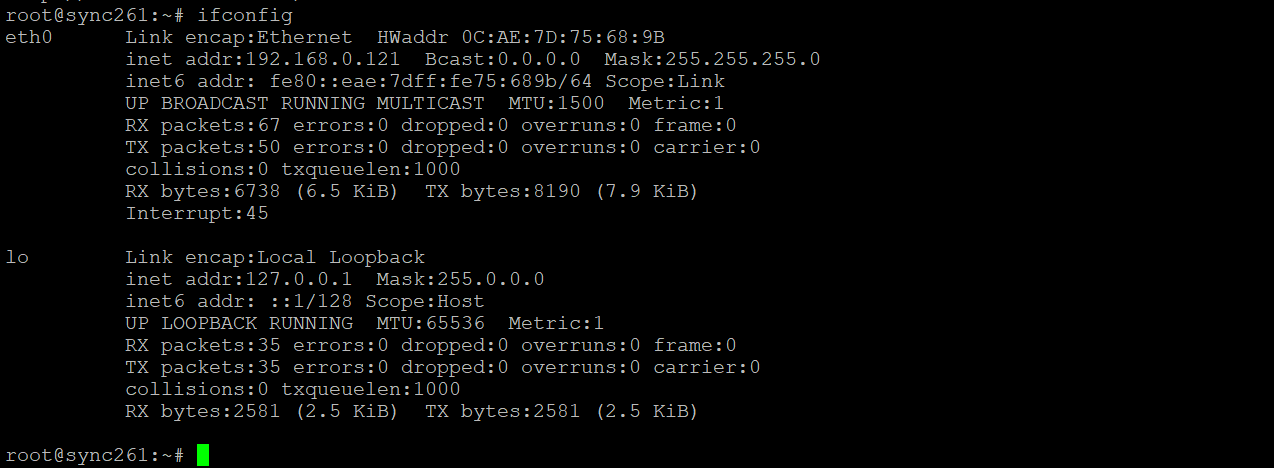 root@sync261:~# ifconfig
eth0 Link encap:Ethernet HWaddr 0C:AE:7D:75:68:9B
inet addr:192.168.0.121 Bcast:0.0.0.0 Mask:255.255.255.0
inet6 addr: fe80::eae:7dff:fe75:689b/64 Scope:Link
UP BROADCAST RUNNING MULTICAST MTU:1500 Metric:1
RX packets:67 errors:0 dropped:0 overruns:0 frame:0
TX packets:50 errors:0 dropped:0 overruns:0 carrier:0
collisions:0 txqueuelen:1000
RX bytes:6738 (6.5 KiB) TX bytes:8190 (7.9 KiB)
Interrupt:45
lo Link encap:Local Loopback
inet addr:127.0.0.1 Mask:255.0.0.0
inet6 addr: ::1/128 Scope:Host
UP LOOPBACK RUNNING MTU:65536 Metric:1
RX packets:35 errors:0 dropped:0 overruns:0 frame:0
TX packets:35 errors:0 dropped:0 overruns:0 carrier:0
collisions:0 txqueuelen:1000
RX bytes:2581 (2.5 KiB) TX bytes:2581 (2.5 KiB)
root@sync261:~#